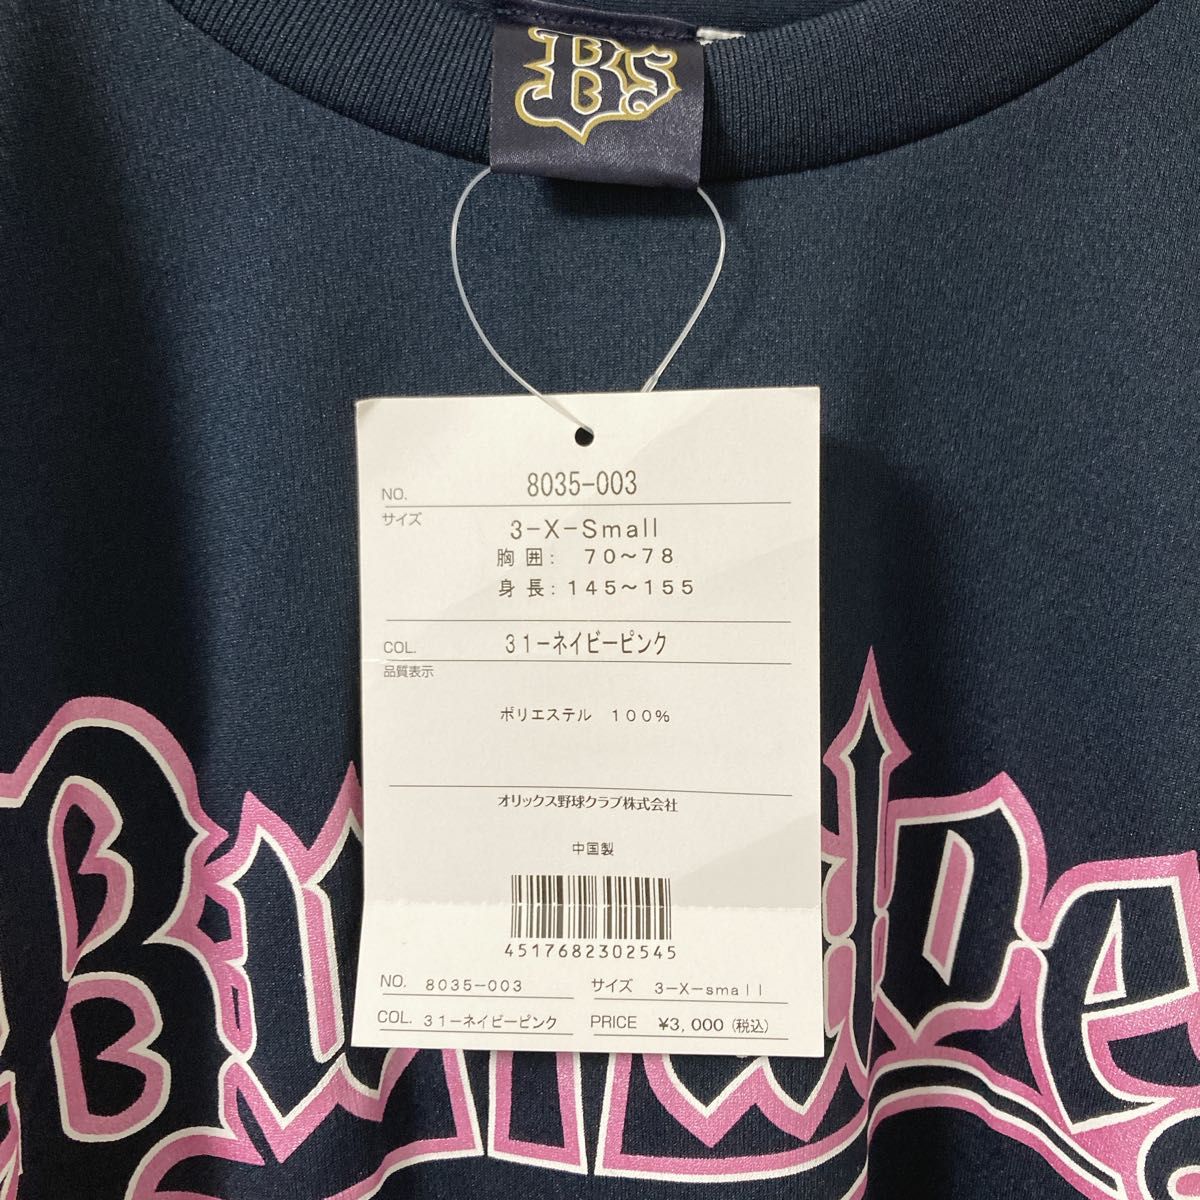 Bs
NO. 8035-003
サイズ
3-X-Small
胸囲: 70~78
身長:145~155
COL. 31-ネイビーピンク
品質表示
ポリエステル 100%
オリックス野球クラブ株式会社
中国製
4517682302545
NO. 8035-003 サイズ 3-X-small
COL. 31-ネイビーピンク PRICE ¥3,000(税込)